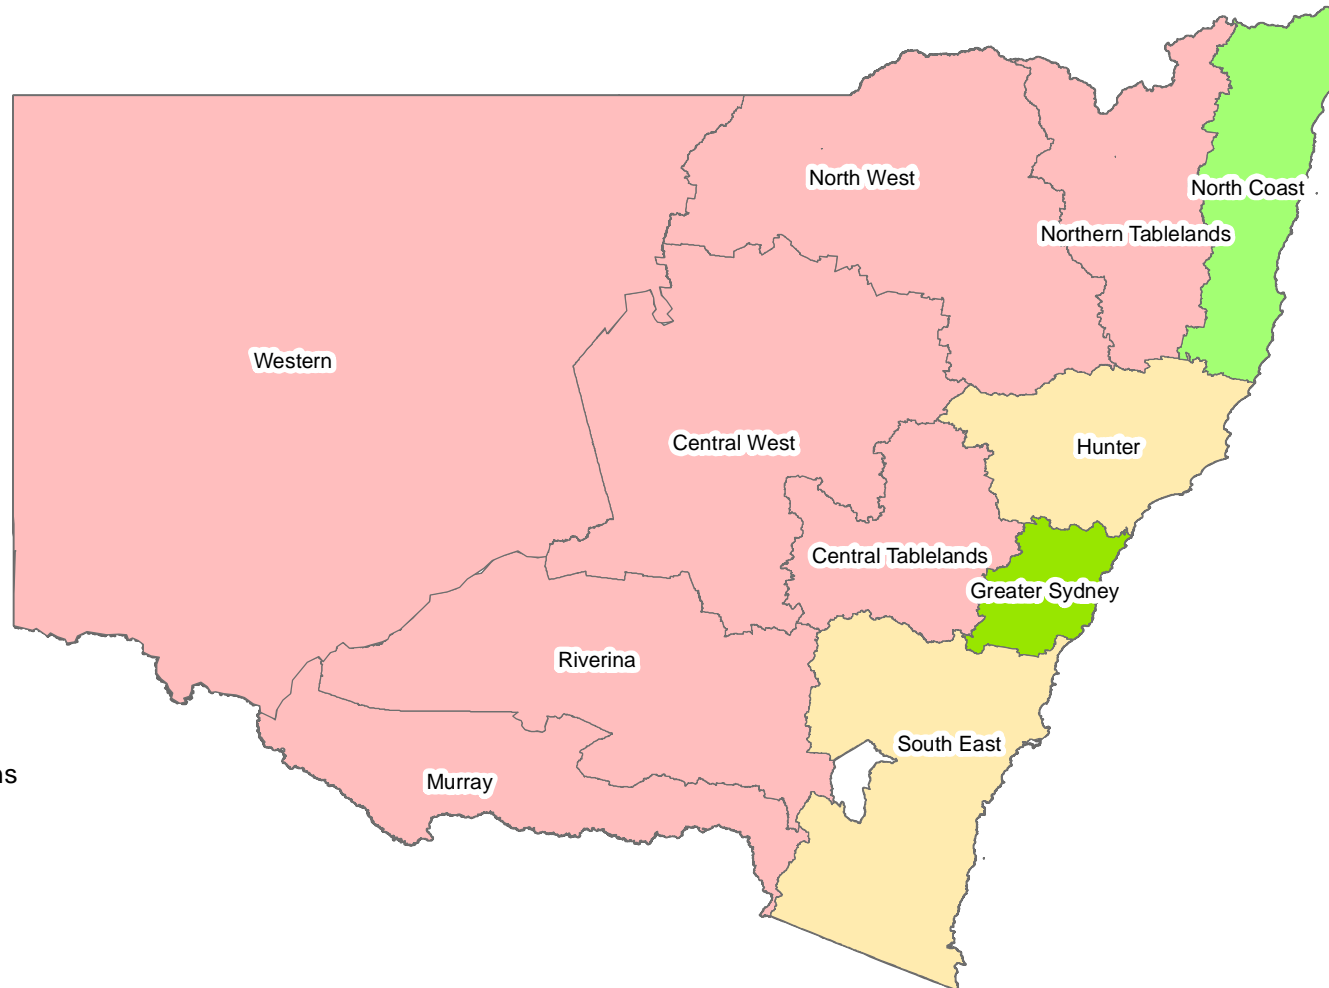 North West
North Coast
Northern Tablelands
Western
Central West
Hunter
Central Tablelands
Greater Sydney
Riverina
South East
Murray